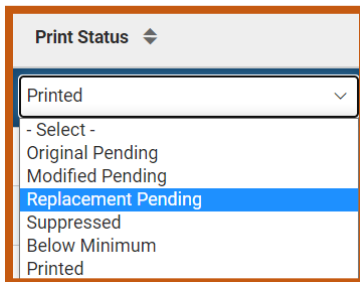 Print Status
Printed
- Select -
Original Pending
Modified Pending
Replacement Pending
Suppressed
Below Minimum
Printed